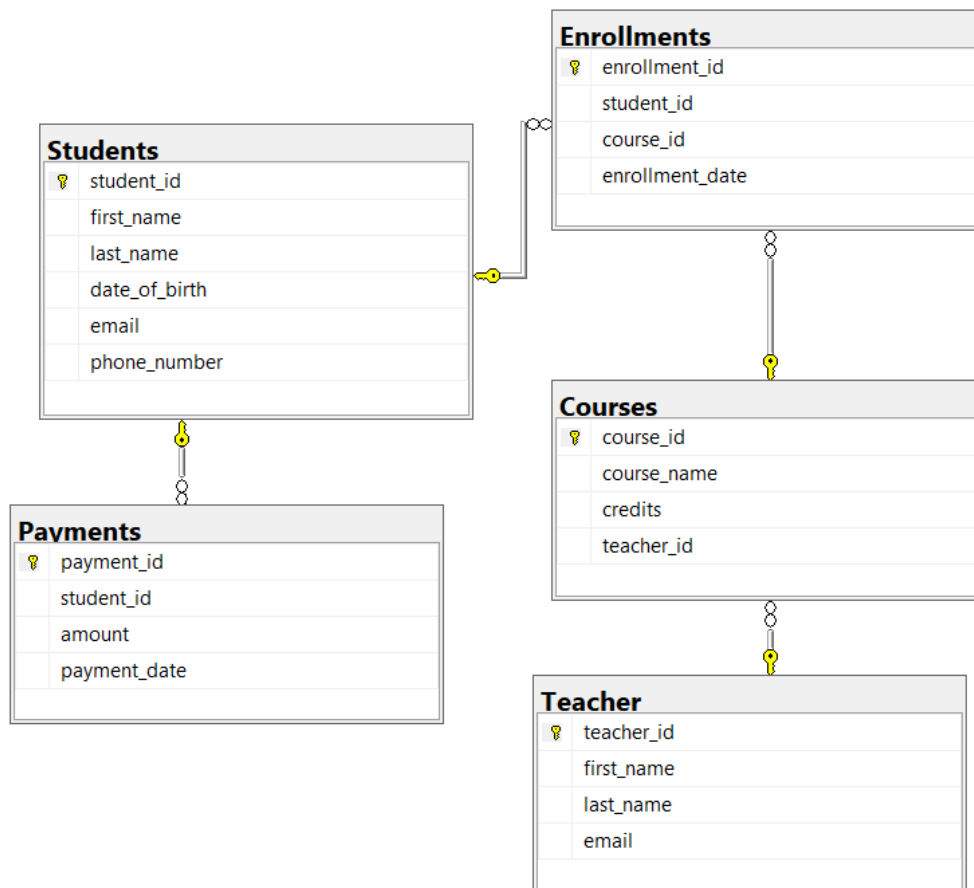 Students
student_id
first_name
last_name
date_of_birth
email
phone_number
Payments
payment_id
student_id
amount
payment_date
Enrollments
enrollment_id
student_id
course_id
enrollment_date
Courses
course_id
course_name
credits
teacher_id
Teacher
teacher_id
first_name
last_name
email